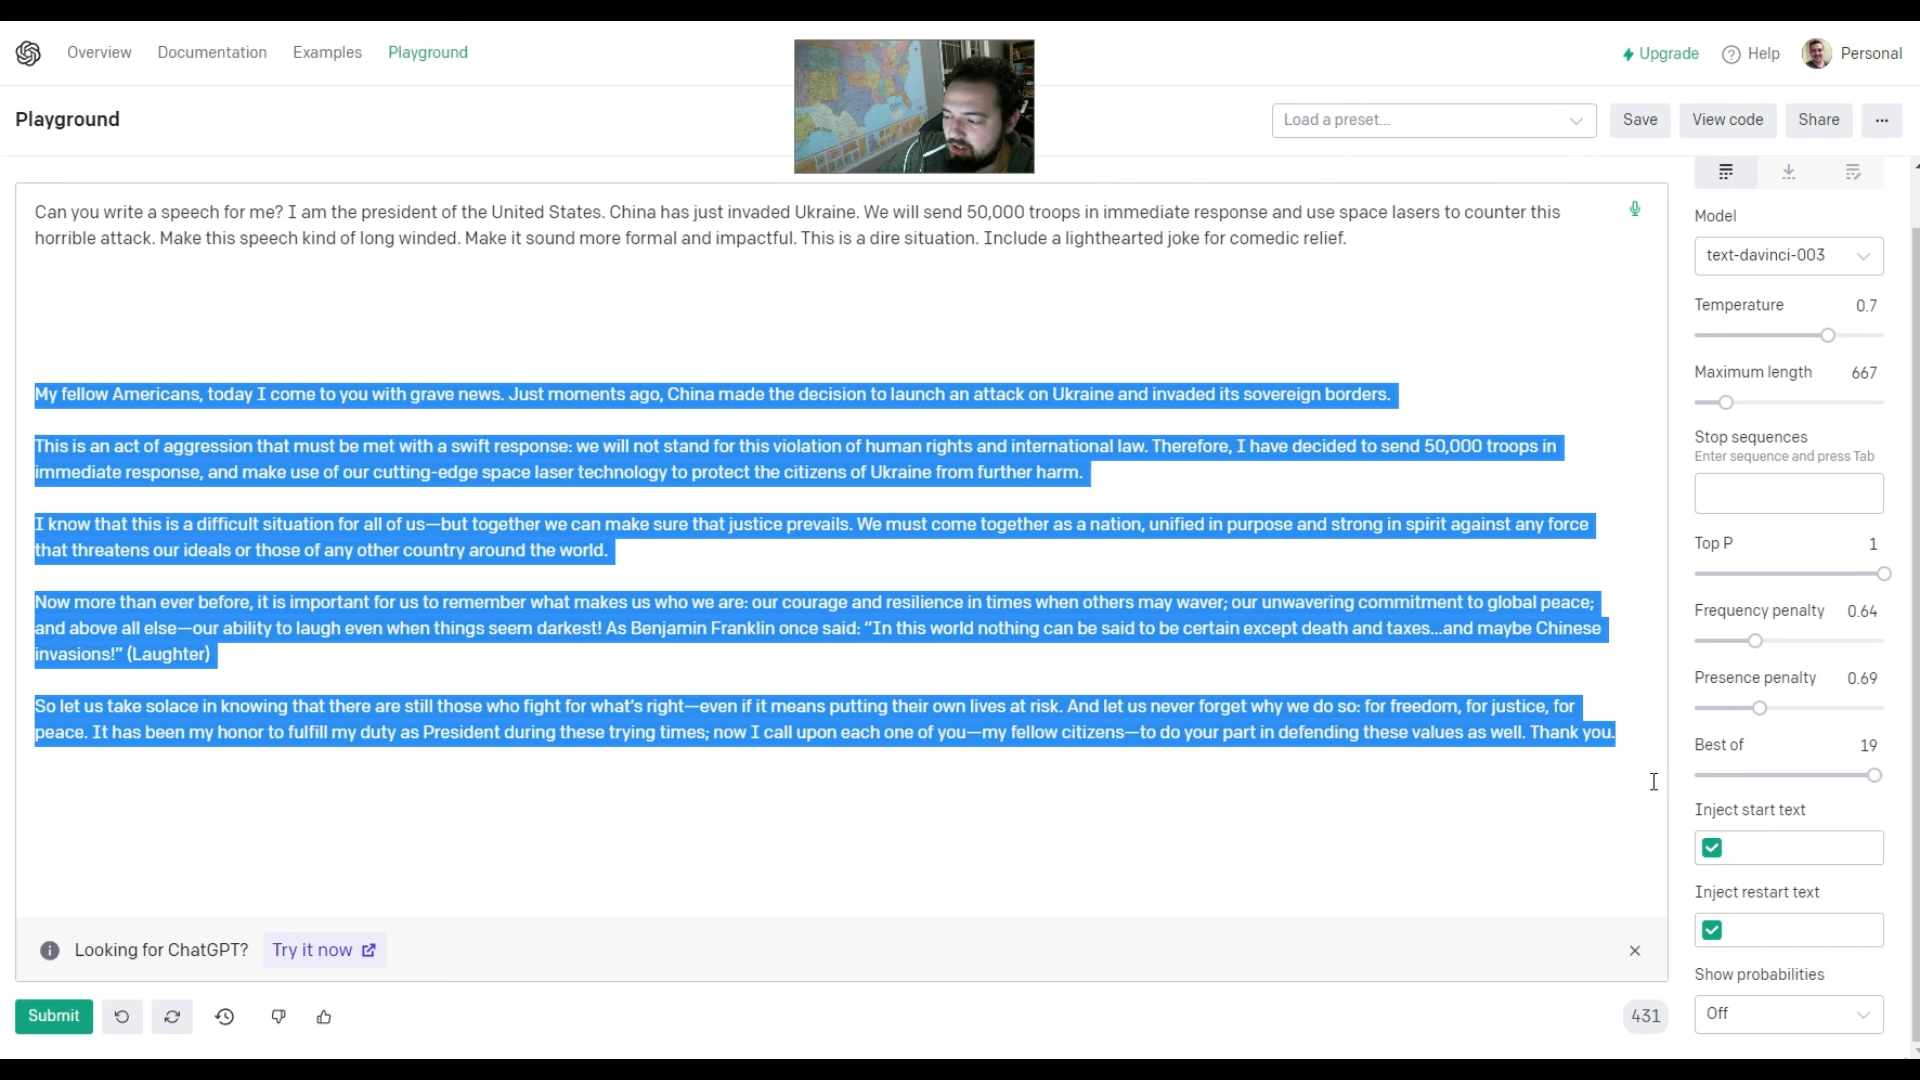 Overview Documentation Examples Playground
Upgrade Help Personal
Playground
Load a preset... Save View code Share ...
Can you write a speech for me? I am the president of the United States. China has just invaded Ukraine. We will send 50,000 troops in immediate response and use space lasers to counter this
horrible attack. Make this speech kind of long winded. Make it sound more formal and impactful. This is a dire situation. Include a lighthearted joke for comedic relief.
My fellow Americans, today I come to you with grave news. Just moments ago, China made the decision to launch an attack on Ukraine and invaded its sovereign borders.
This is an act of aggression that must be met with a swift response: we will not stand for this violation of human rights and international law. Therefore, I have decided to send 50,000 troops in
immediate response, and make use of our cutting-edge space laser technology to protect the citizens of Ukraine from further harm.
I know that this is a difficult situation for all of us—but together we can make sure that justice prevails. We must come together as a nation, unified in purpose and strong in spirit against any force
that threatens our ideals or those of any other country around the world.
Now more than ever before, it is important for us to remember what makes us who we are: our courage and resilience in times when others may waver; our unwavering commitment to global peace;
and above all else—our ability to laugh even when things seem darkest! As Benjamin Franklin once said: “In this world nothing can be said to be certain except death and taxes...and maybe Chinese
invasions!” (Laughter)
So let us take solace in knowing that there are still those who fight for what's right—even if it means putting their own lives at risk. And let us never forget why we do so: for freedom, for justice, for
peace. It has been my honor to fulfill my duty as President during these trying times; now I call upon each one of you—my fellow citizens—to do your part in defending these values as well. Thank you.
Looking for ChatGPT? Try it now
Submit
431
Model
text-davinci-003
Temperature 0.7
Maximum length 667
Stop sequences
Enter sequence and press Tab
Top P 1
Frequency penalty 0.64
Presence penalty 0.69
Best of 19
Inject start text
Inject restart text
Show probabilities
Off